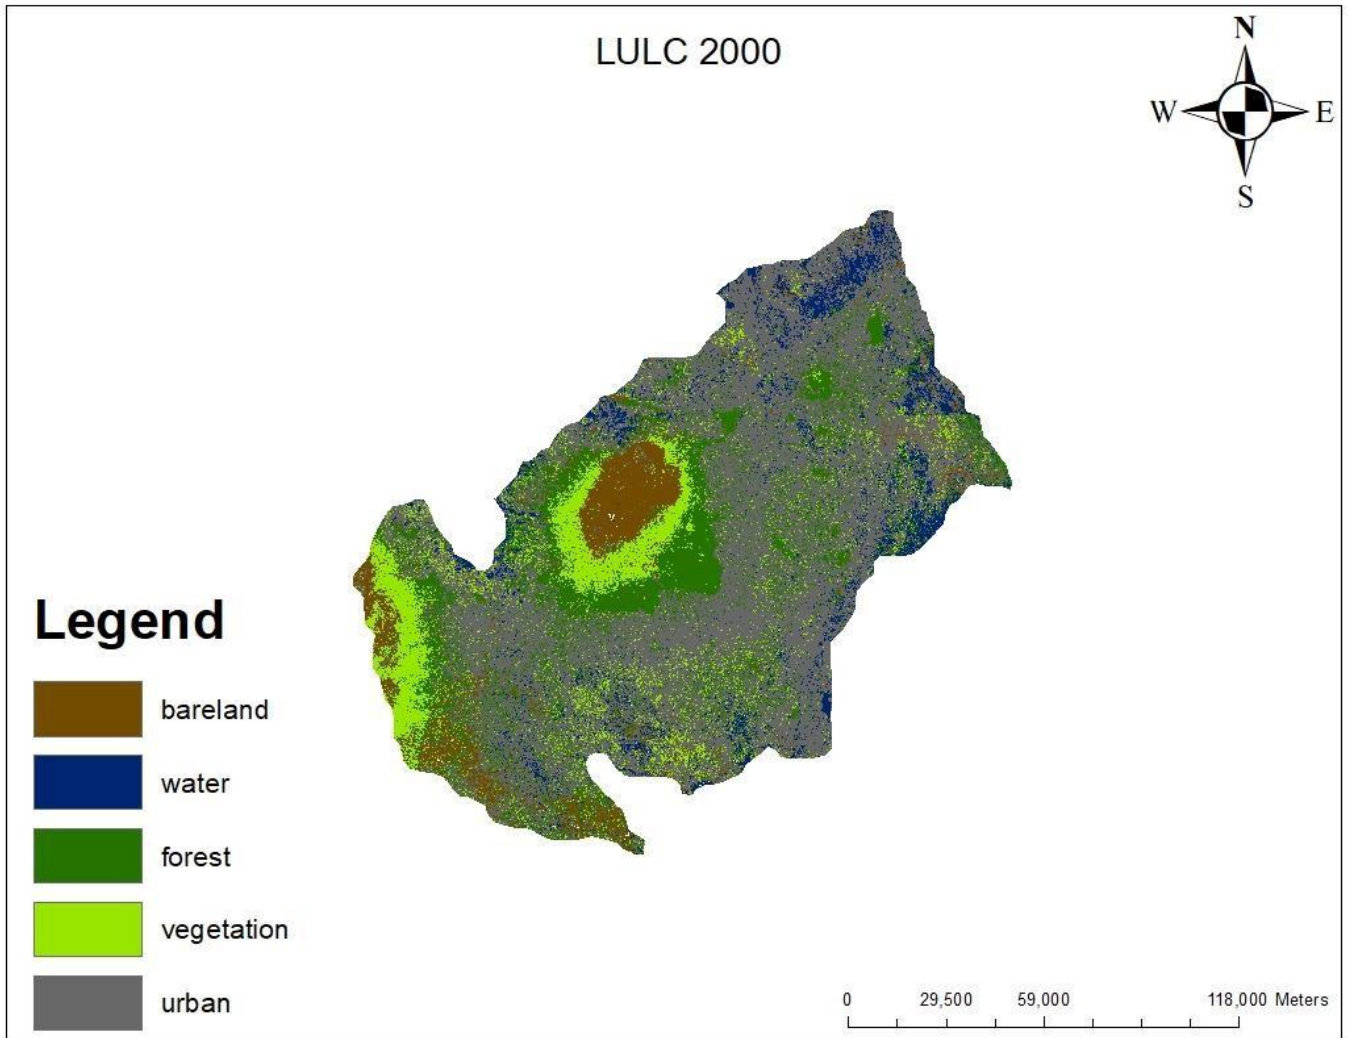 LULC 2000
N
W E
S
Legend
bareland
water
forest
vegetation
urban
0 29,500 59,000 118,000 Meters